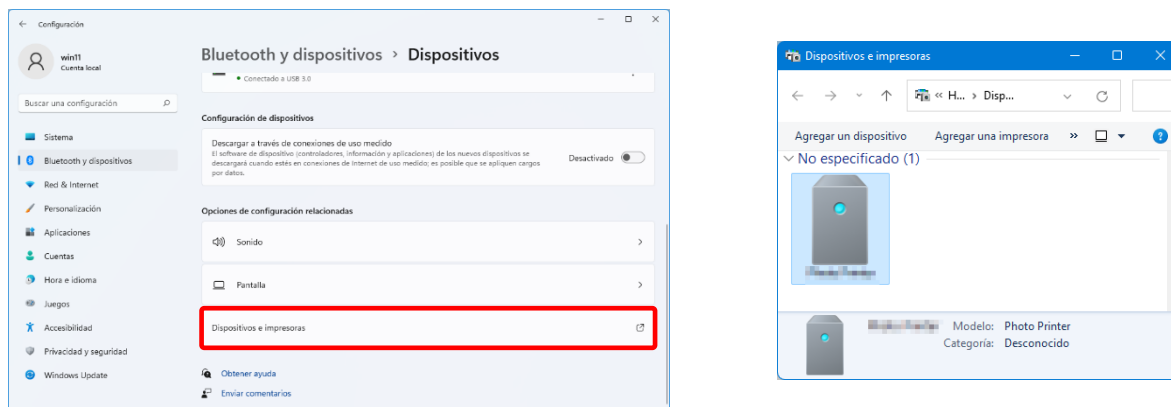 Configuración
win11
Cuenta local
Buscar una configuración
Sistema
Bluetooth y dispositivos
Red & Internet
Personalización
Aplicaciones
Cuentas
Hora e idioma
Juegos
Accesibilidad
Privacidad y seguridad
Windows Update
Bluetooth y dispositivos > Dispositivos
Conectado a USB 3.0
Configuración de dispositivos
Descargar a través de conexiones de uso medido
El software de dispositivo (controladores, información y aplicaciones) de los nuevos dispositivos se
descargará cuando estés en conexiones de Internet de uso medido; es posible que se apliquen cargos
por datos.
Desactivado
Opciones de configuración relacionadas
Sonido
Pantalla
Dispositivos e impresoras
Obtener ayuda
Enviar comentarios
Dispositivos e impresoras
« H... > Disp...
Agregar un dispositivo Agregar una impresora »
No especificado (1)
Modelo: Photo Printer
Categoría: Desconocido